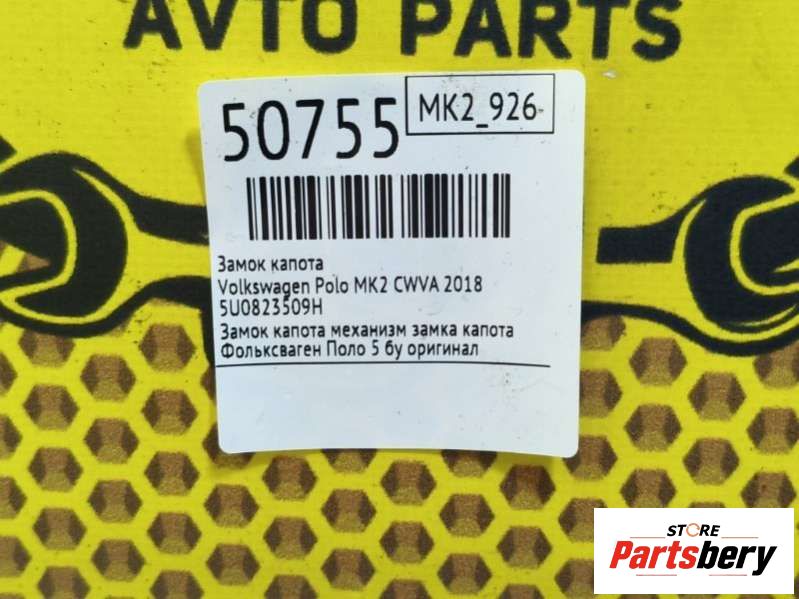 AVTO PARTS
50755
MK2_926
Замок капота
Volkswagen Polo MK2 CWVA 2018
5U0823509H
Замок капота механизм замка капота
Фольксваген Поло 5 бу оригинал
STORE
Partsbery